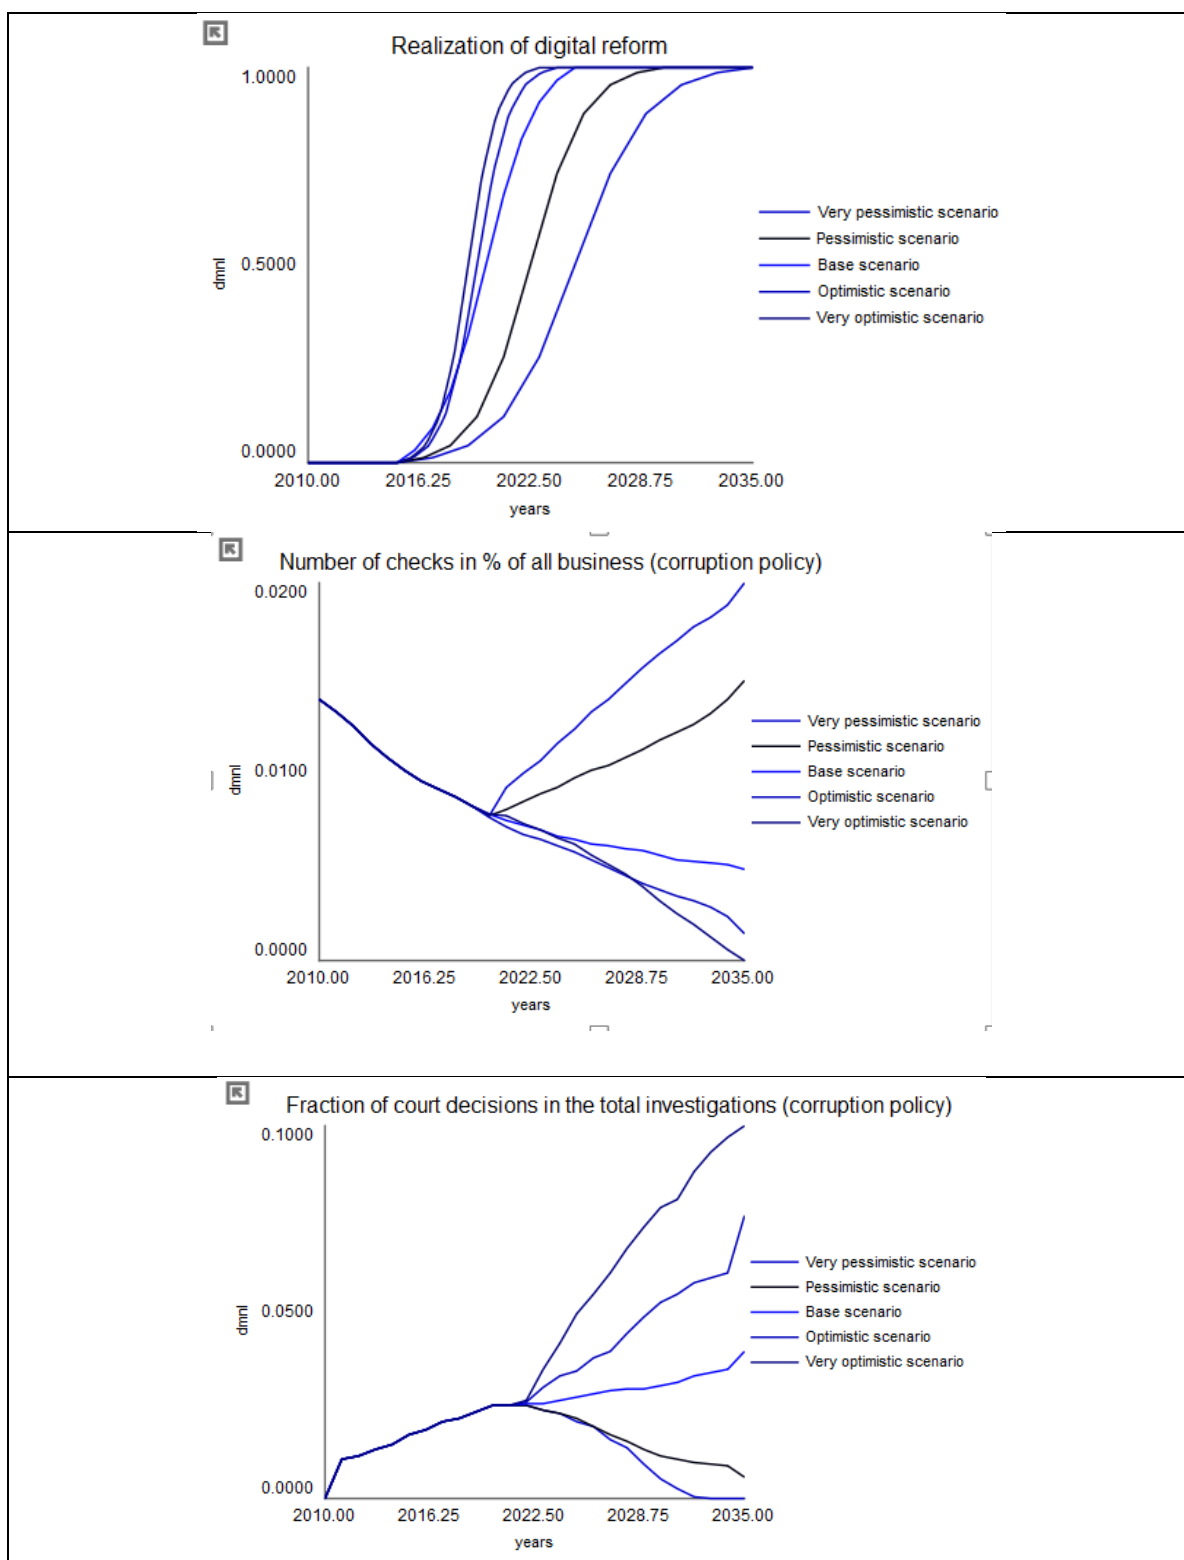 Realization of digital reform
1.0000
0.5000
0.0000
dmnl
2010.00 2016.25 2022.50 2028.75 2035.00
years
Very pessimistic scenario
Pessimistic scenario
Base scenario
Optimistic scenario
Very optimistic scenario
Number of checks in % of all business (corruption policy)
0.0200
0.0100
0.0000
dmnl
2010.00 2016.25 2022.50 2028.75 2035.00
years
Very pessimistic scenario
Pessimistic scenario
Base scenario
Optimistic scenario
Very optimistic scenario
Fraction of court decisions in the total investigations (corruption policy)
0.1000
0.0500
0.0000
dmnl
2010.00 2016.25 2022.50 2028.75 2035.00
years
Very pessimistic scenario
Pessimistic scenario
Base scenario
Optimistic scenario
Very optimistic scenario